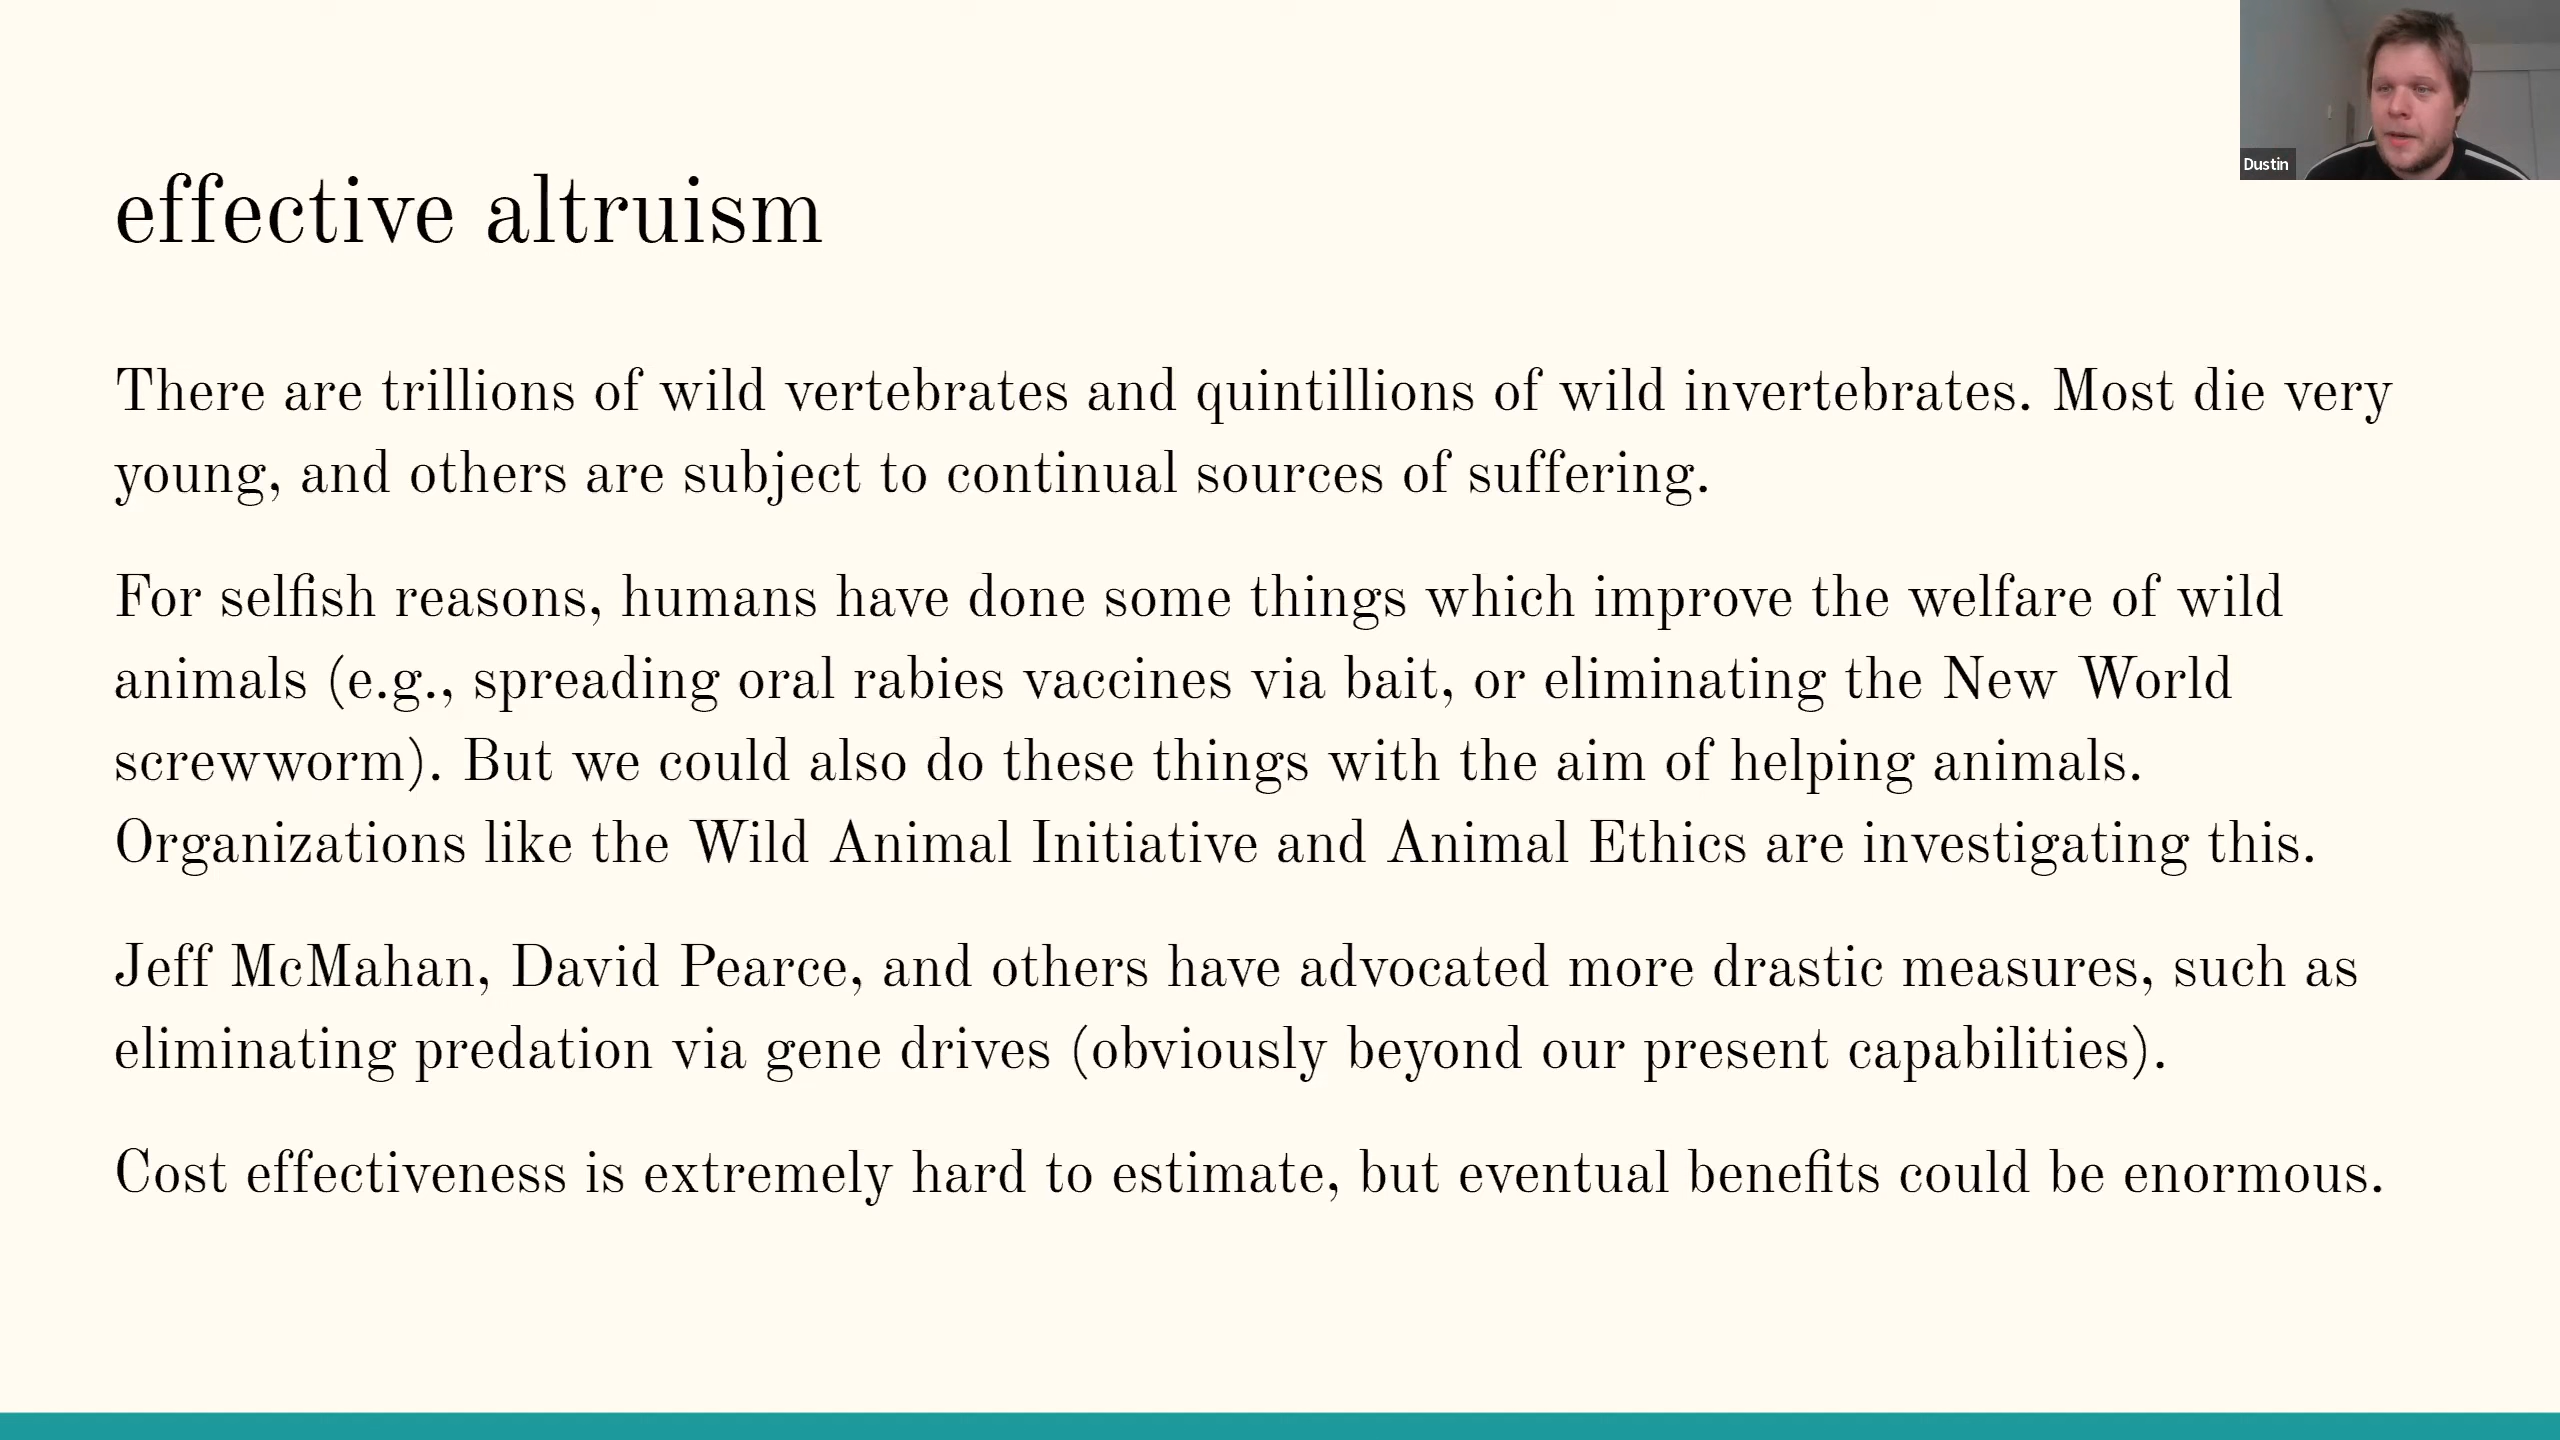 Dustin
effective altruism
There are trillions of wild vertebrates and quintillions of wild invertebrates. Most die very
young, and others are subject to continual sources of suffering.
For selfish reasons, humans have done some things which improve the welfare of wild
animals (e.g., spreading oral rabies vaccines via bait, or eliminating the New World
screwworm). But we could also do these things with the aim of helping animals.
Organizations like the Wild Animal Initiative and Animal Ethics are investigating this.
Jeff McMahan, David Pearce, and others have advocated more drastic measures, such as
eliminating predation via gene drives (obviously beyond our present capabilities).
Cost effectiveness is extremely hard to estimate, but eventual benefits could be enormous.